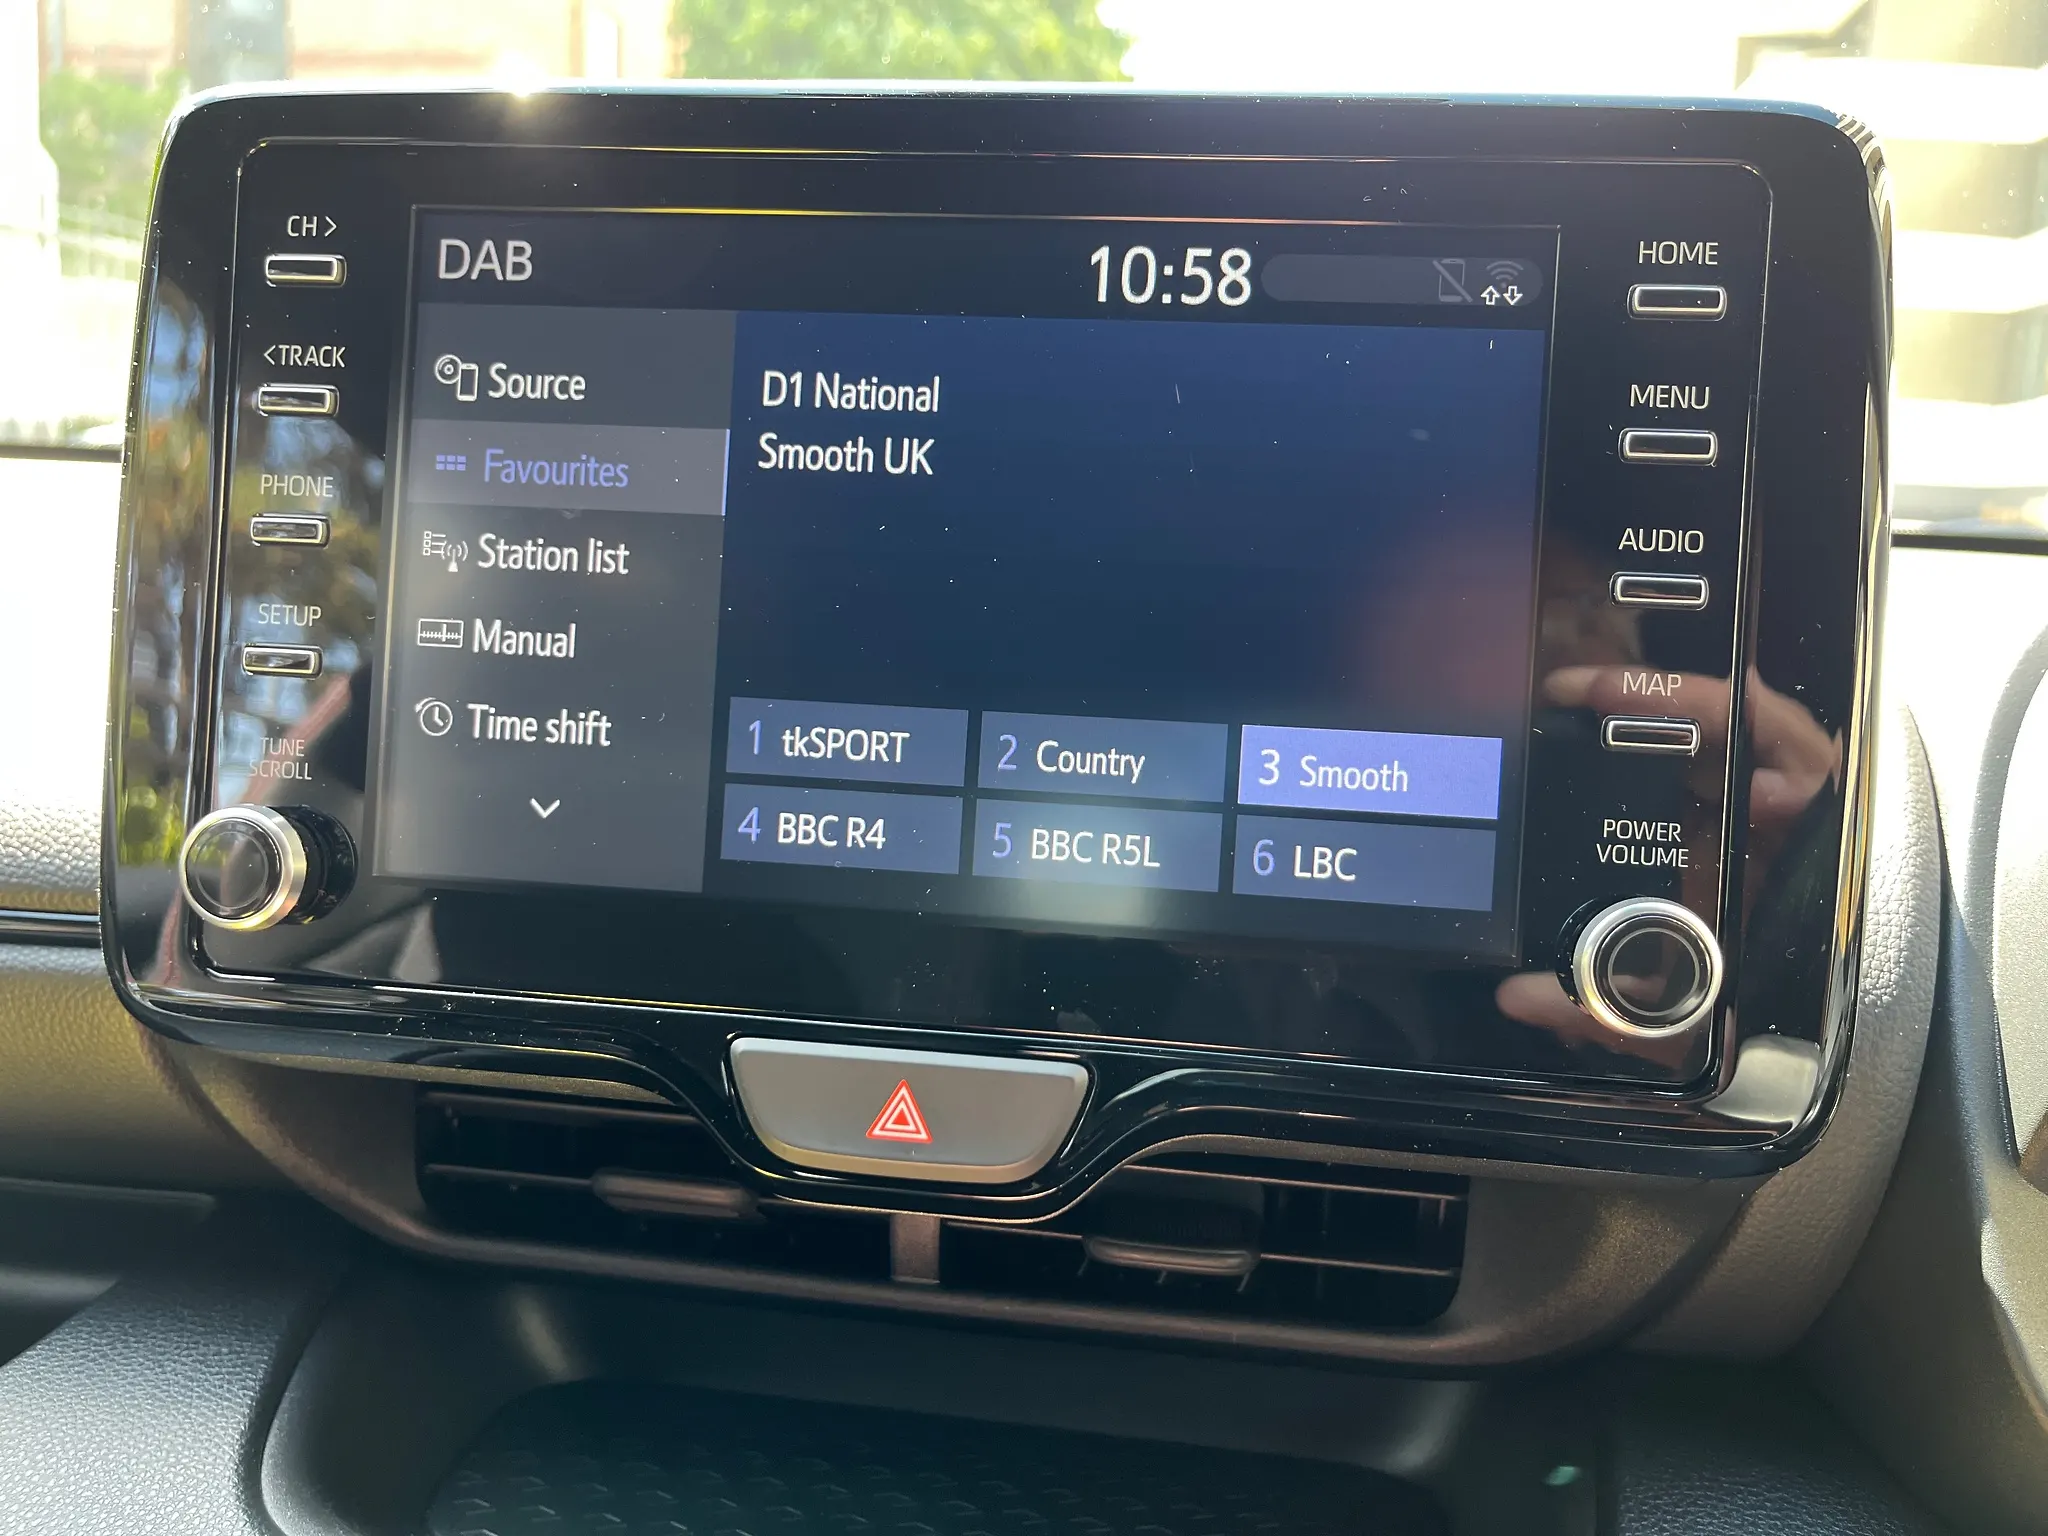 CH >
< TRACK
PHONE
SETUP
TUNE
SCROLL
DAB
10:58
Source
Favourites
Station list
Manual
Time shift
D1 National
Smooth UK
1 tkSPORT
2 Country
3 Smooth
4 BBC R4
5 BBC R5L
6 LBC
HOME
MENU
AUDIO
MAP
POWER
VOLUME